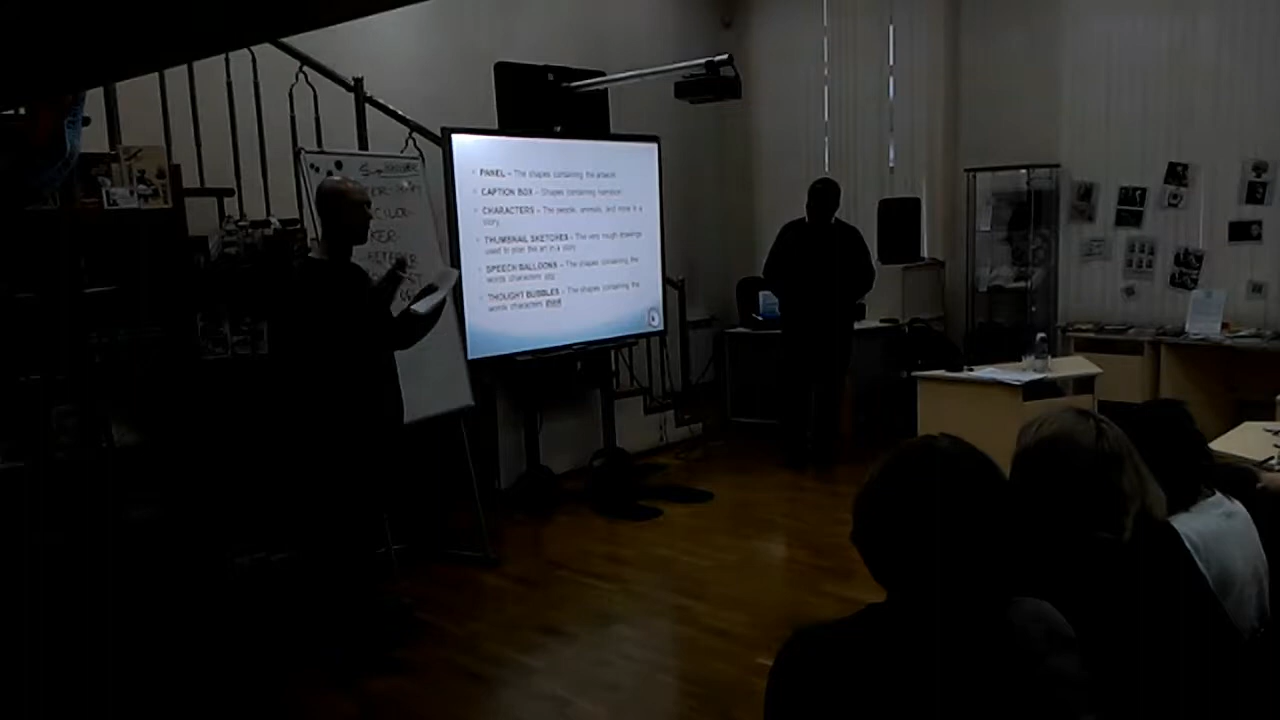 PANEL – The shapes containing the artwork
CAPTION BOX – Shapes containing narration
CHARACTERS – The people, animals, and more in a
story
THUMBNAIL SKETCHES – The very rough drawings
used to plan the art in a story
SPEECH BALLOONS – The shapes containing the
words characters say
THOUGHT BUBBLES – The shapes containing the
words characters think